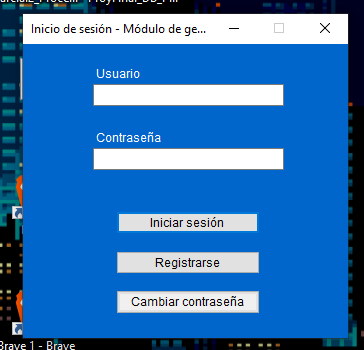 Inicio de sesión - Módulo de ge...
Usuario
Contraseña
Iniciar sesión
Registrarse
Cambiar contraseña
Brave 1 - Brave